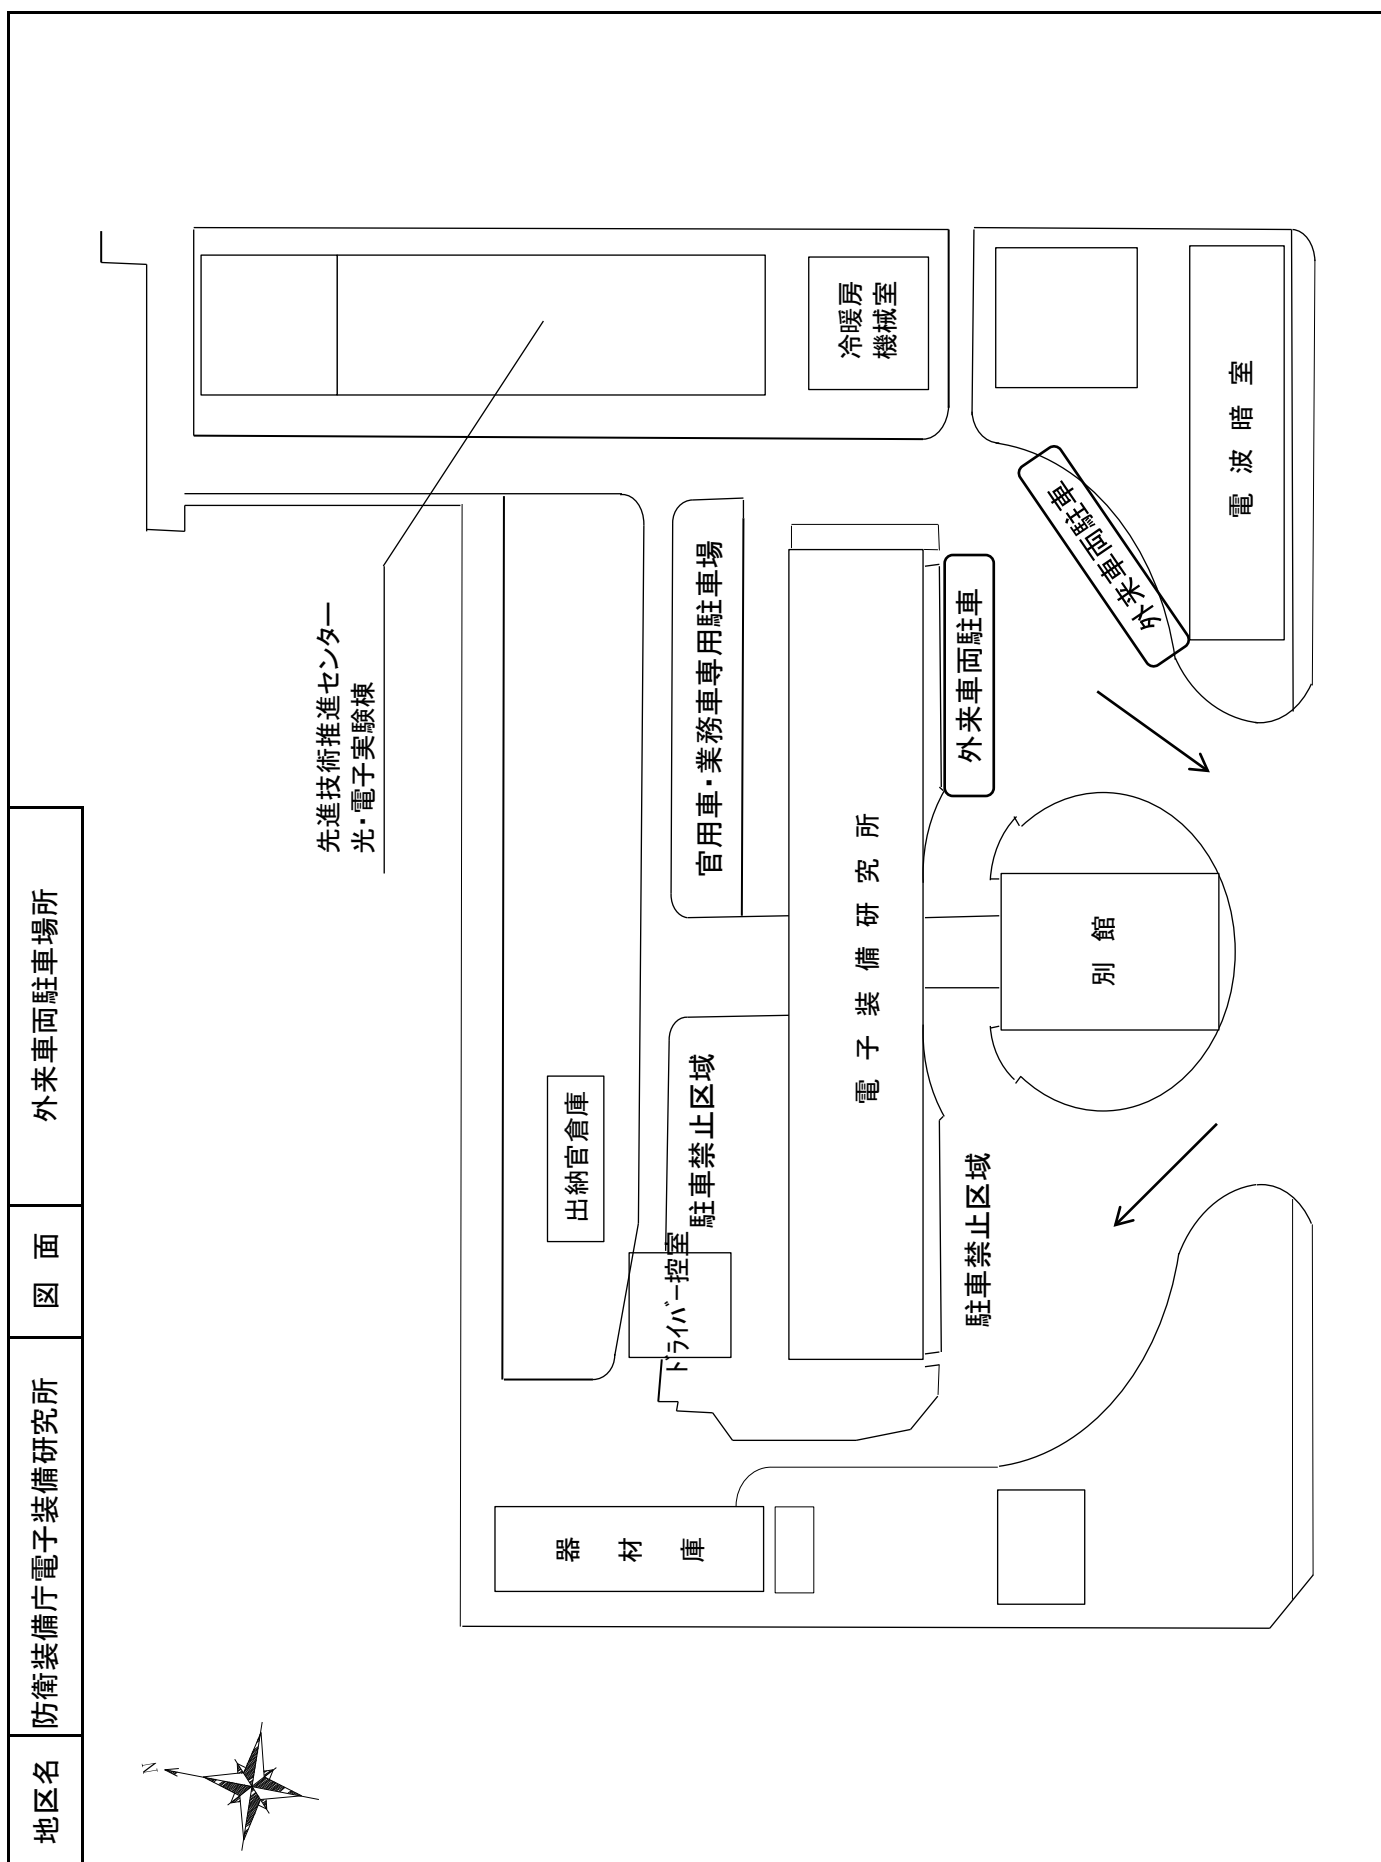 地区名
防衛装備庁電子装備研究所
図面
外来車両駐車場所
N
先進技術推進センター
光・電子実験棟
冷暖房
機械室
電波暗室
外来車両駐車
官用車・業務車専用駐車場
外来車両駐車
電子装備研究所
別館
出納官倉庫
駐車禁止区域
ドライバー控室
駐車禁止区域
器材庫